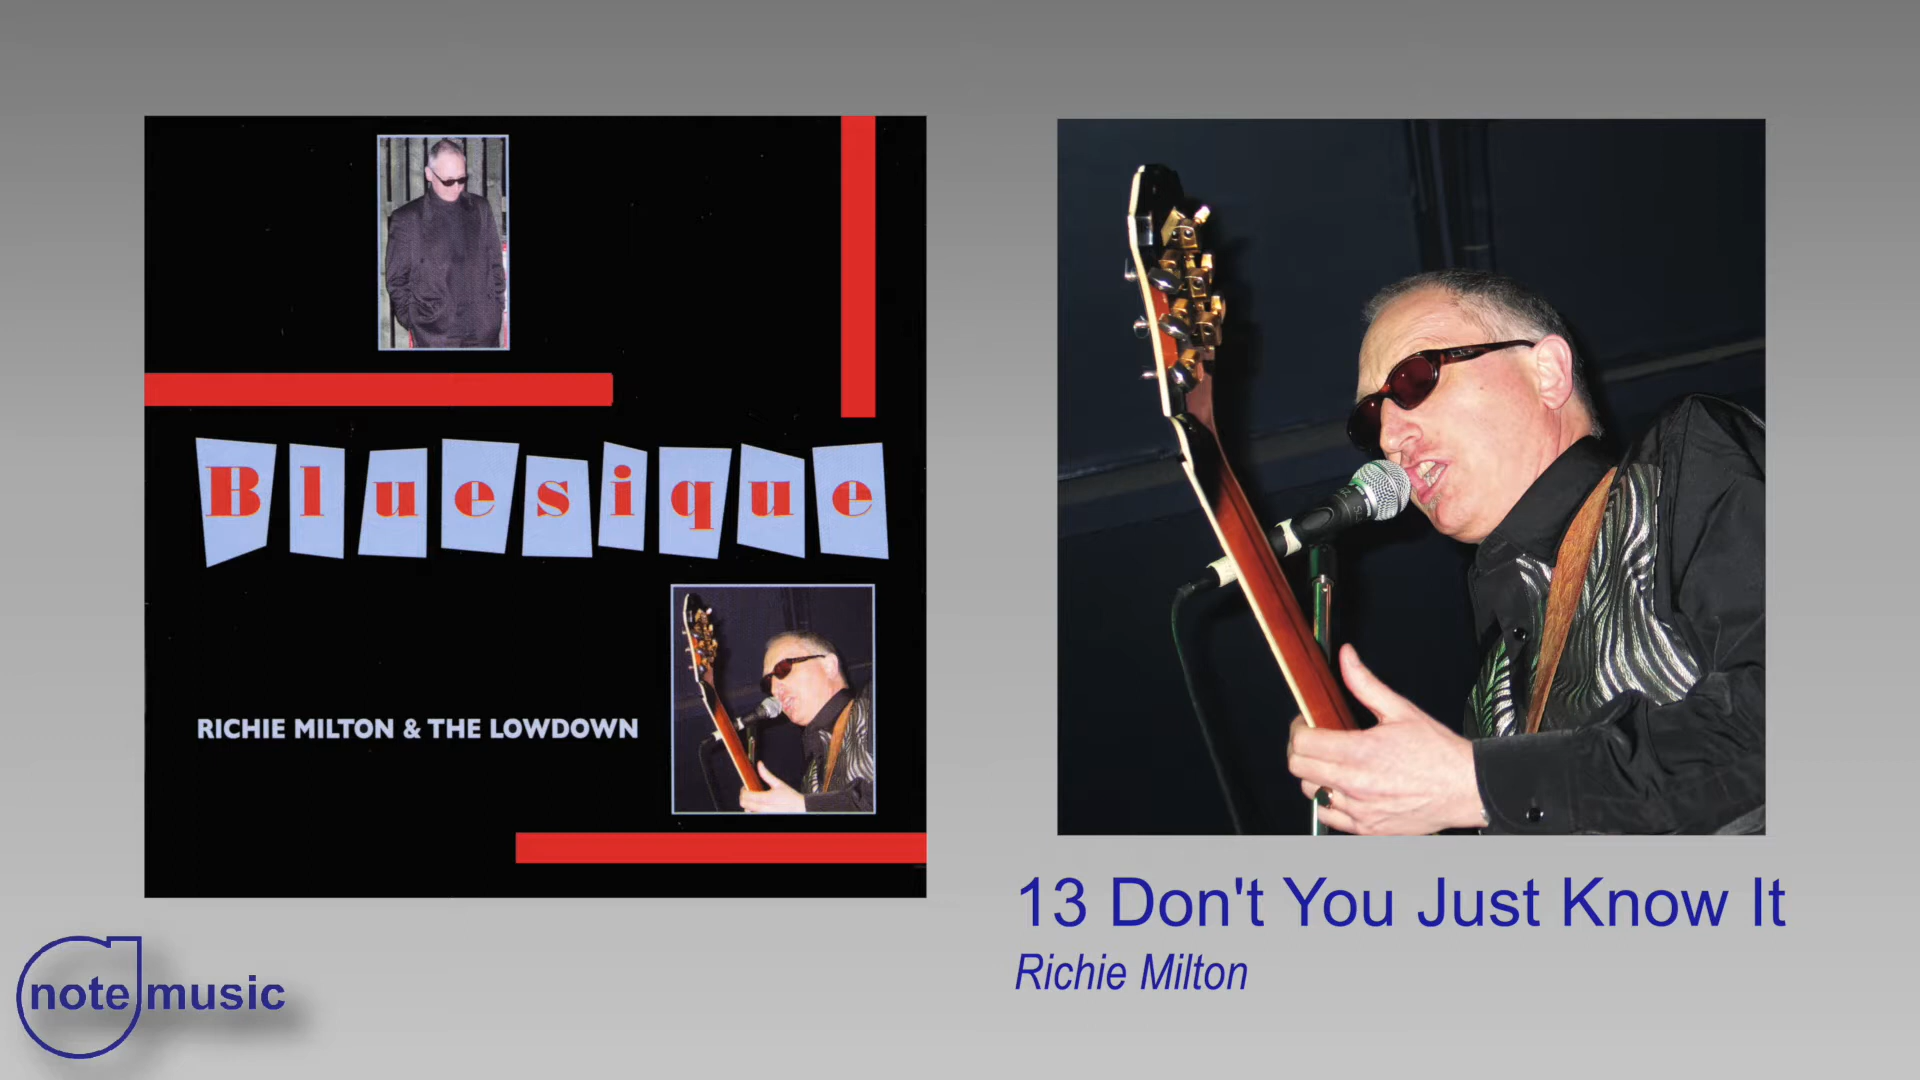 Bluesique
RICHIE MILTON & THE LOWDOWN
13 Don't You Just Know It
Richie Milton
note music